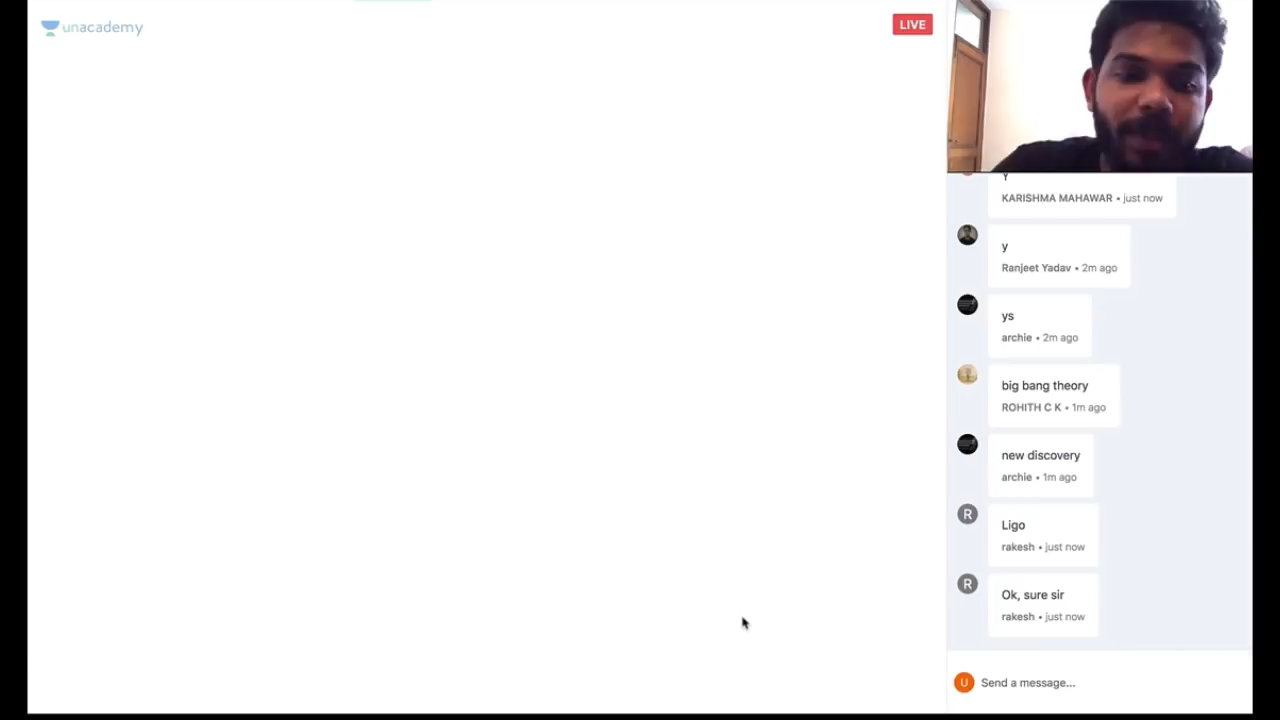 unacademy
LIVE
KARISHMA MAHAWAR • just now
y
Ranjeet Yadav • 2m ago
ys
archie • 2m ago
big bang theory
ROHITH C K • 1m ago
new discovery
archie • 1m ago
R
Ligo
rakesh • just now
R
Ok, sure sir
rakesh • just now
U
Send a message...